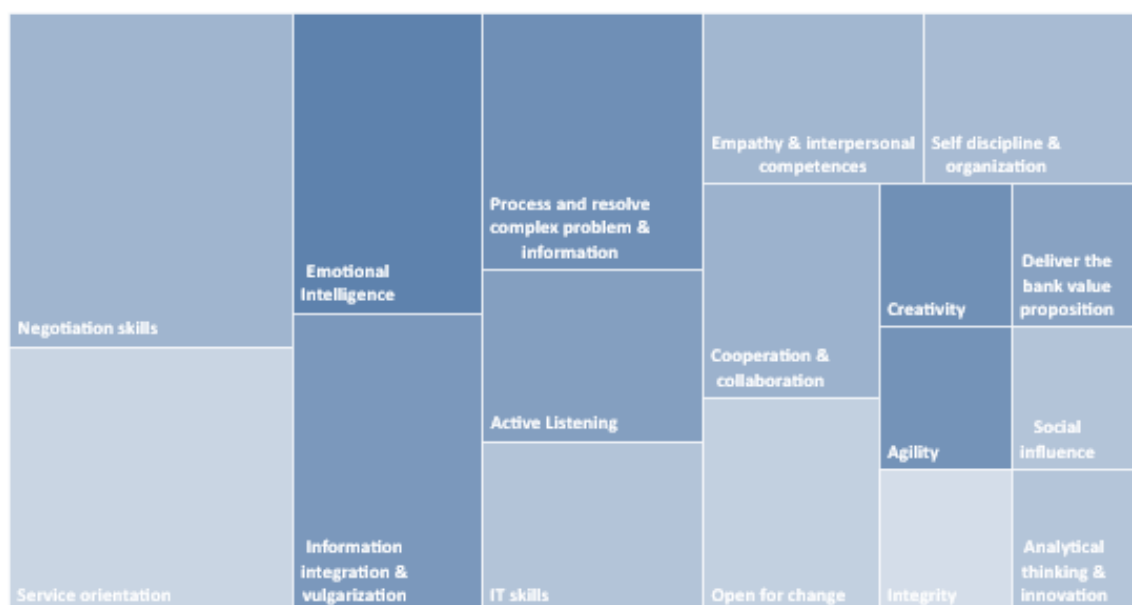 Negotiation skills
Service orientation
Emotional
Intelligence
Information
integration &
vulgarization
Process and resolve
complex problem &
information
Active Listening
IT skills
Empathy & interpersonal
competences
Self discipline &
organization
Cooperation &
collaboration
Open for change
Creativity
Agility
Integrity
Deliver the
bank value
proposition
Social
influence
Analytical
thinking &
innovation